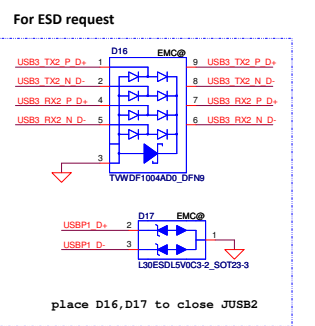 For ESD request
D16 EMC@
USB3_TX2_P_D+ 1 9 USB3_TX2_P_D+
USB3_TX2_N_D- 2 8 USB3_TX2_N_D-
USB3_RX2_P_D+ 4 7 USB3_RX2_P_D+
USB3_RX2_N_D- 5 6 USB3_RX2_N_D-
3
TVWDF1004AD0_DFN9
D17 EMC@
USBP1_D+ 2 1
USBP1_D- 3
L30ESDL5V0C3-2_SOT23-3
place D16,D17 to close JUSB2